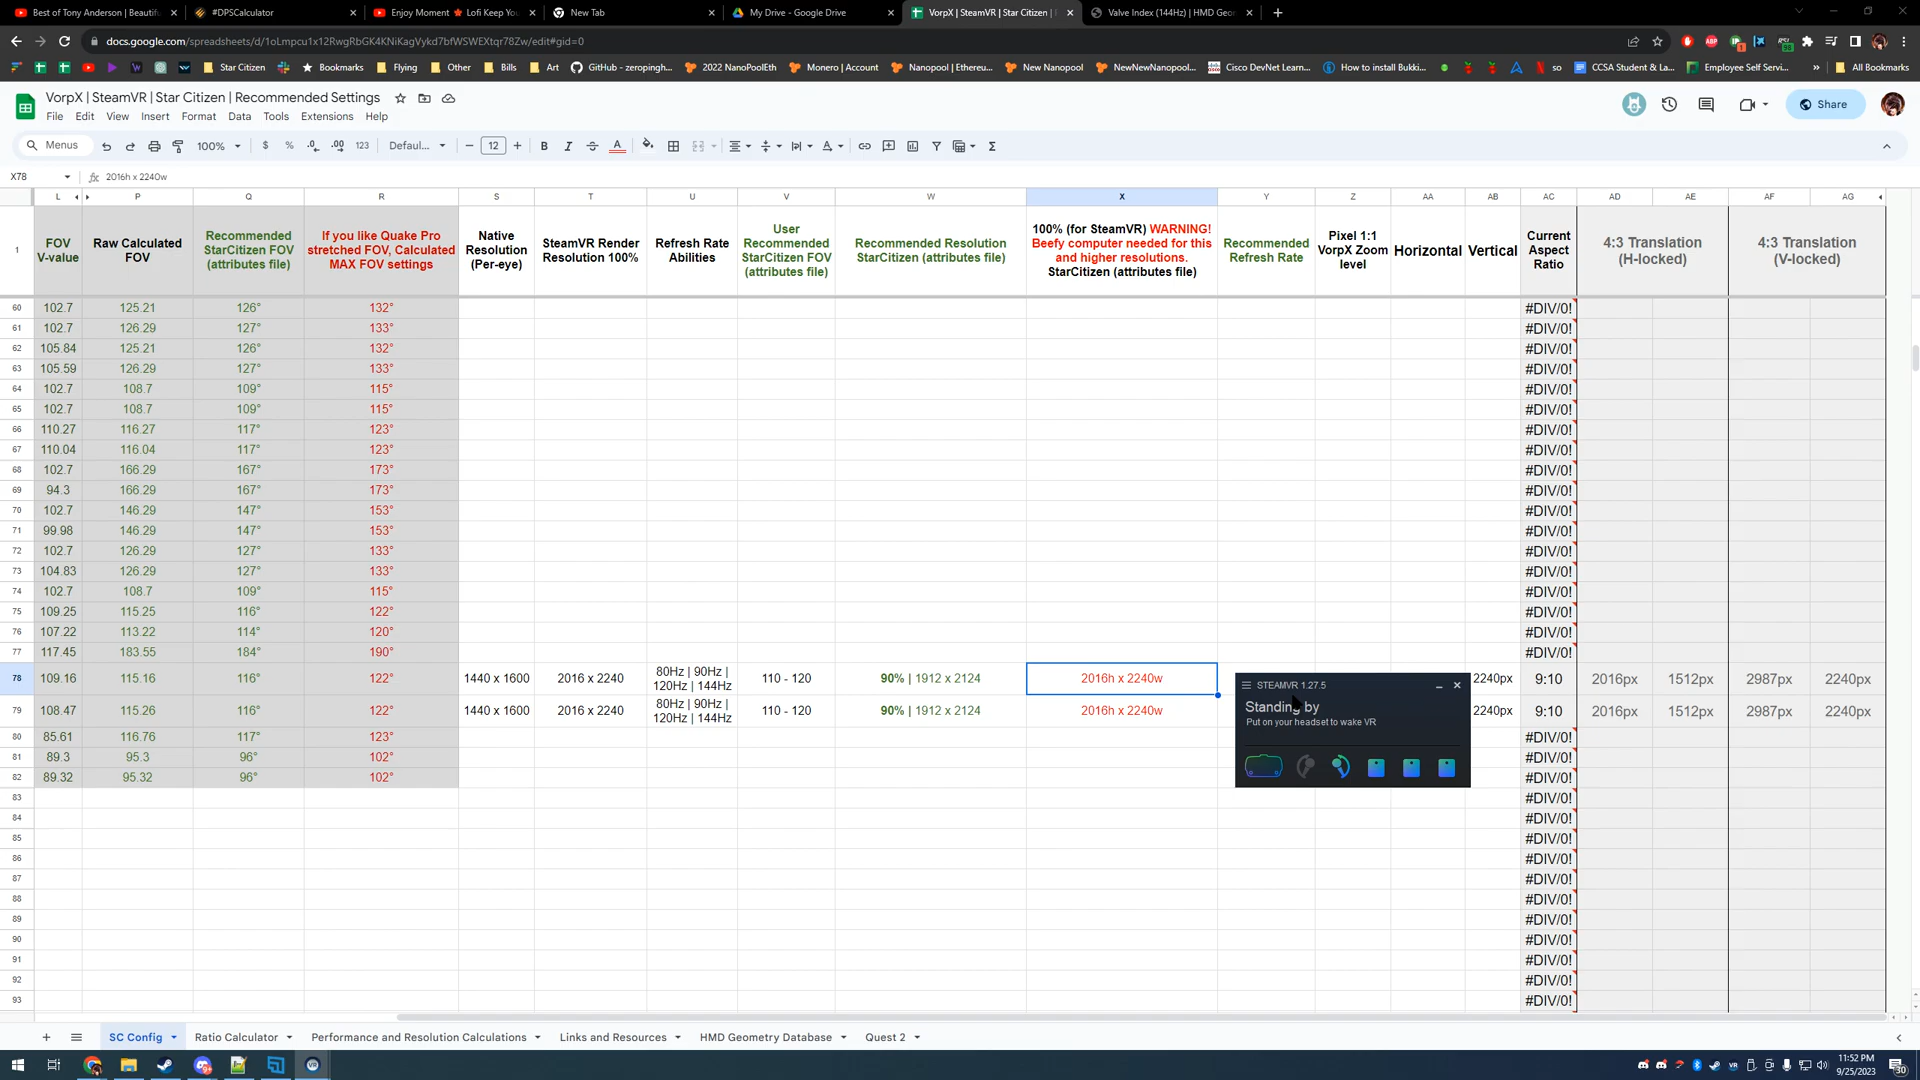 Best of Tony Anderson | Beautif
#DPSCalculator
Enjoy Moment Lofi Keep You
New Tab
My Drive - Google Drive
VorpX | SteamVR | Star Citizen |
Valve Index (144Hz) | HMD Geo
docs.google.com/spreadsheets/d/1oLmpcu1x12RwgRbGK4KNiKagVykd7bfWSWEXtqr78Zw/edit#gid=0
Star Citizen
Bookmarks
Flying
Other
Bills
Art
GitHub - zeropingh...
2022 NanoPoolEth
Monero | Account
Nanopool | Ethereu...
New Nanopool
NewNewNanopool...
Cisco DevNet Learn...
How to install Bukki...
so
CCSA Student & La...
Employee Self Servi...
»
All Bookmarks
VorpX | SteamVR | Star Citizen | Recommended Settings
File Edit View Insert Format Data Tools Extensions Help
Share
Menus
100%
$ % .0 .00 123
Defaul...
12
X78
fx 2016h x 2240w
L P Q R S T U V W X Y Z AA AB AC AD AE AF AG
1
FOV V-value
Raw Calculated FOV
Recommended StarCitizen FOV (attributes file)
If you like Quake Pro stretched FOV, Calculated MAX FOV settings
Native Resolution (Per-eye)
SteamVR Render Resolution 100%
Refresh Rate Abilities
User Recommended StarCitizen FOV (attributes file)
Recommended Resolution StarCitizen (attributes file)
100% (for SteamVR) WARNING! Beefy computer needed for this and higher resolutions. StarCitizen (attributes file)
Recommended Refresh Rate
Pixel 1:1 VorpX Zoom level
Horizontal
Vertical
Current Aspect Ratio
4:3 Translation (H-locked)
4:3 Translation (V-locked)
60 102.7 125.21 126° 132° #DIV/0!
61 102.7 126.29 127° 133° #DIV/0!
62 105.84 125.21 126° 132° #DIV/0!
63 105.59 126.29 127° 133° #DIV/0!
64 102.7 108.7 109° 115° #DIV/0!
65 102.7 108.7 109° 115° #DIV/0!
66 110.27 116.27 117° 123° #DIV/0!
67 110.04 116.04 117° 123° #DIV/0!
68 102.7 166.29 167° 173° #DIV/0!
69 94.3 166.29 167° 173° #DIV/0!
70 102.7 146.29 147° 153° #DIV/0!
71 99.98 146.29 147° 153° #DIV/0!
72 102.7 126.29 127° 133° #DIV/0!
73 104.83 126.29 127° 133° #DIV/0!
74 102.7 108.7 109° 115° #DIV/0!
75 109.25 115.25 116° 122° #DIV/0!
76 107.22 113.22 114° 120° #DIV/0!
77 117.45 183.55 184° 190° #DIV/0!
78 109.16 115.16 116° 122° 1440 x 1600 2016 x 2240 80Hz | 90Hz | 120Hz | 144Hz 110 - 120 90% | 1912 x 2124 2016h x 2240w 2240px 9:10 2016px 1512px 2987px 2240px
79 108.47 115.26 116° 122° 1440 x 1600 2016 x 2240 80Hz | 90Hz | 120Hz | 144Hz 110 - 120 90% | 1912 x 2124 2016h x 2240w 2240px 9:10 2016px 1512px 2987px 2240px
80 85.61 116.76 117° 123° #DIV/0!
81 89.3 95.3 96° 102° #DIV/0!
82 89.32 95.32 96° 102° #DIV/0!
83 #DIV/0!
84 #DIV/0!
85 #DIV/0!
86 #DIV/0!
87 #DIV/0!
88 #DIV/0!
89 #DIV/0!
90 #DIV/0!
91 #DIV/0!
92 #DIV/0!
93 #DIV/0!
STEAMVR 1.27.5
Standing by
Put on your headset to wake VR
SC Config
Ratio Calculator
Performance and Resolution Calculations
Links and Resources
HMD Geometry Database
Quest 2
11:52 PM
9/25/2023
30